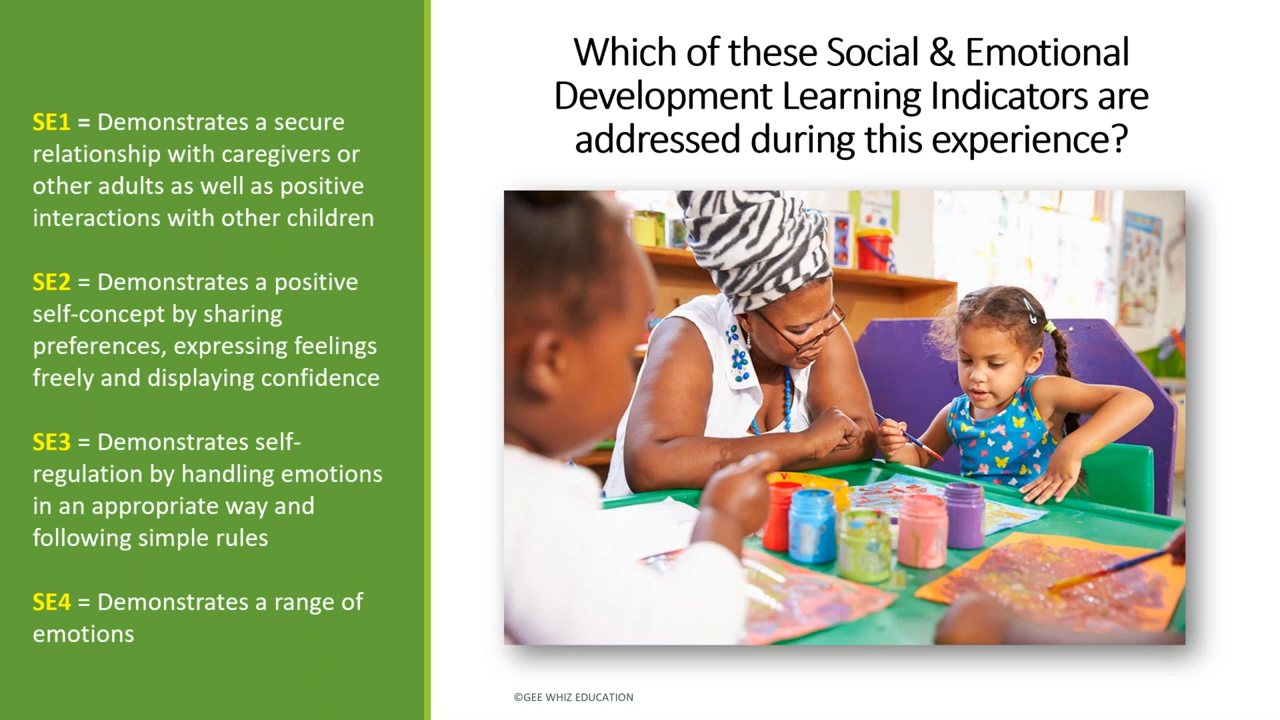 Which of these Social & Emotional
Development Learning Indicators are
addressed during this experience?
SE1 = Demonstrates a secure
relationship with caregivers or
other adults as well as positive
interactions with other children
SE2 = Demonstrates a positive
self-concept by sharing
preferences, expressing feelings
freely and displaying confidence
SE3 = Demonstrates self-
regulation by handling emotions
in an appropriate way and
following simple rules
SE4 = Demonstrates a range of
emotions
©GEE WHIZ EDUCATION